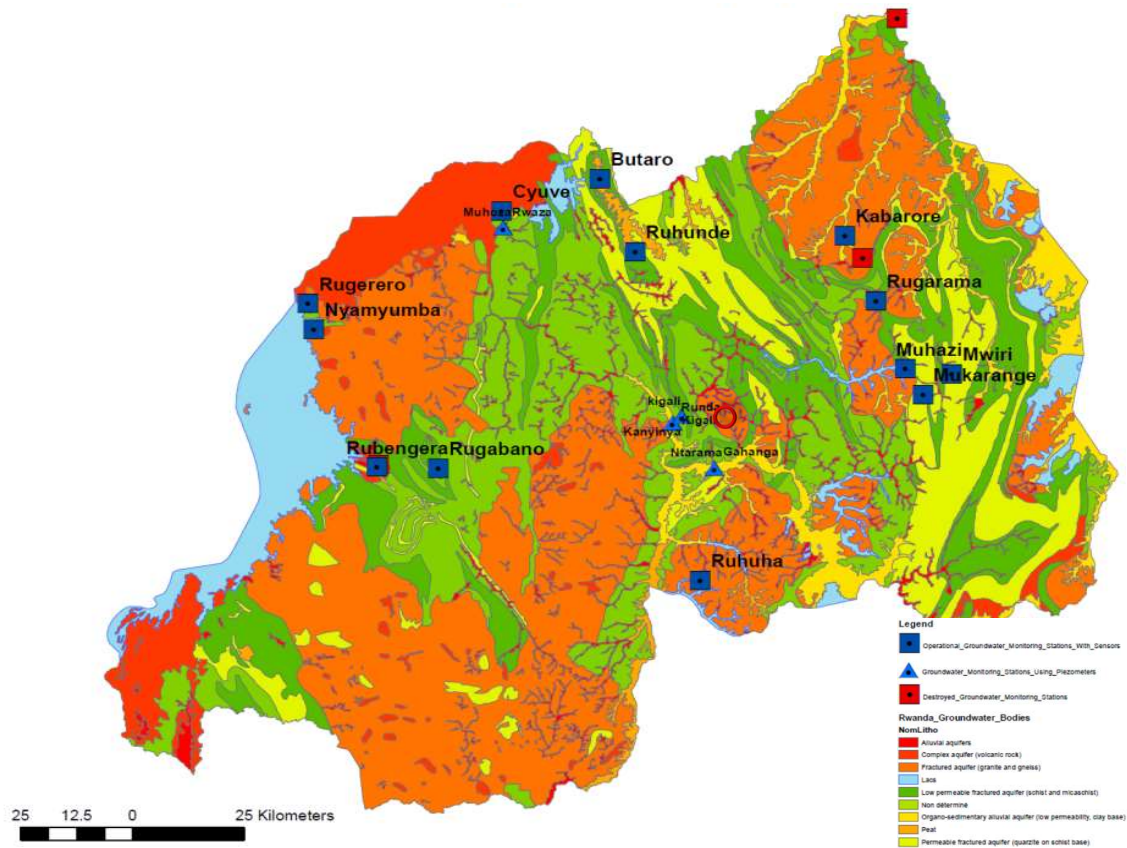 Butaro
Cyuve
MuhozaRwaza
Kabarore
Ruhunde
Rugerero
Rugarama
Nyamyumba
Muhazi
Mwiri
Mukarange
kigali
Runda
Kigali
Kanyinya
Rubengera
Rugabano
NtaramaGahanga
Ruhuha
Legend
Operational_Groundwater_Monitoring_Stations_With_Sensors
Groundwater_Monitoring_Stations_Using_Piezometers
Destroyed_Groundwater_Monitoring_Stations
Rwanda_Groundwater_Bodies
NomLitho
Alluvial aquifers
Complex aquifer (volcanic rock)
Fractured aquifer (granite and gneiss)
Lacs
Low permeable fractured aquifer (schist and micaschist)
Non déterminé
Organo-sedimentary alluvial aquifer (low permeability, clay base)
Peat
Permeable fractured aquifer (quartzite on schist base)
25 12.5 0 25 Kilometers